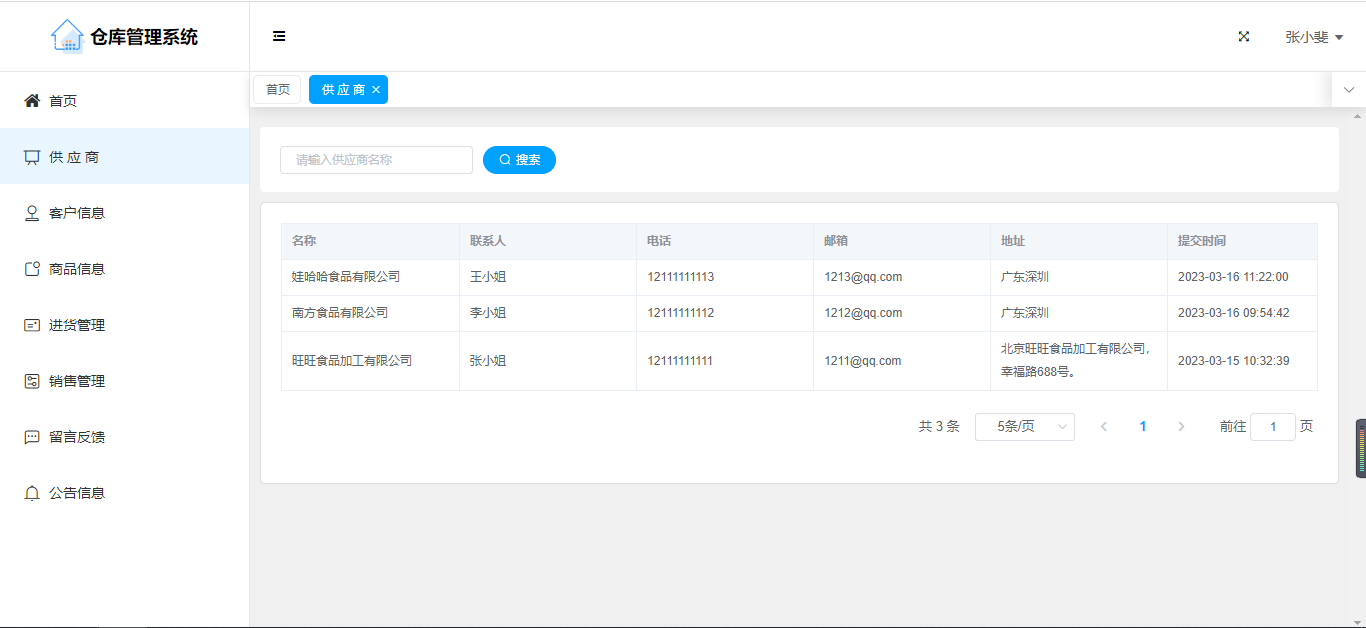 仓库管理系统
张小斐
首页
供 应 商
客户信息
商品信息
进货管理
销售管理
留言反馈
公告信息
首页
供 应 商
请输入供应商名称
搜索
名称 联系人 电话 邮箱 地址 提交时间
娃哈哈食品有限公司 王小姐 12111111113 1213@qq.com 广东深圳 2023-03-16 11:22:00
南方食品有限公司 李小姐 12111111112 1212@qq.com 广东深圳 2023-03-16 09:54:42
旺旺食品加工有限公司 张小姐 12111111111 1211@qq.com 北京旺旺食品加工有限公司,
幸福路688号。 2023-03-15 10:32:39
共 3 条 5条/页 1 前往 1 页